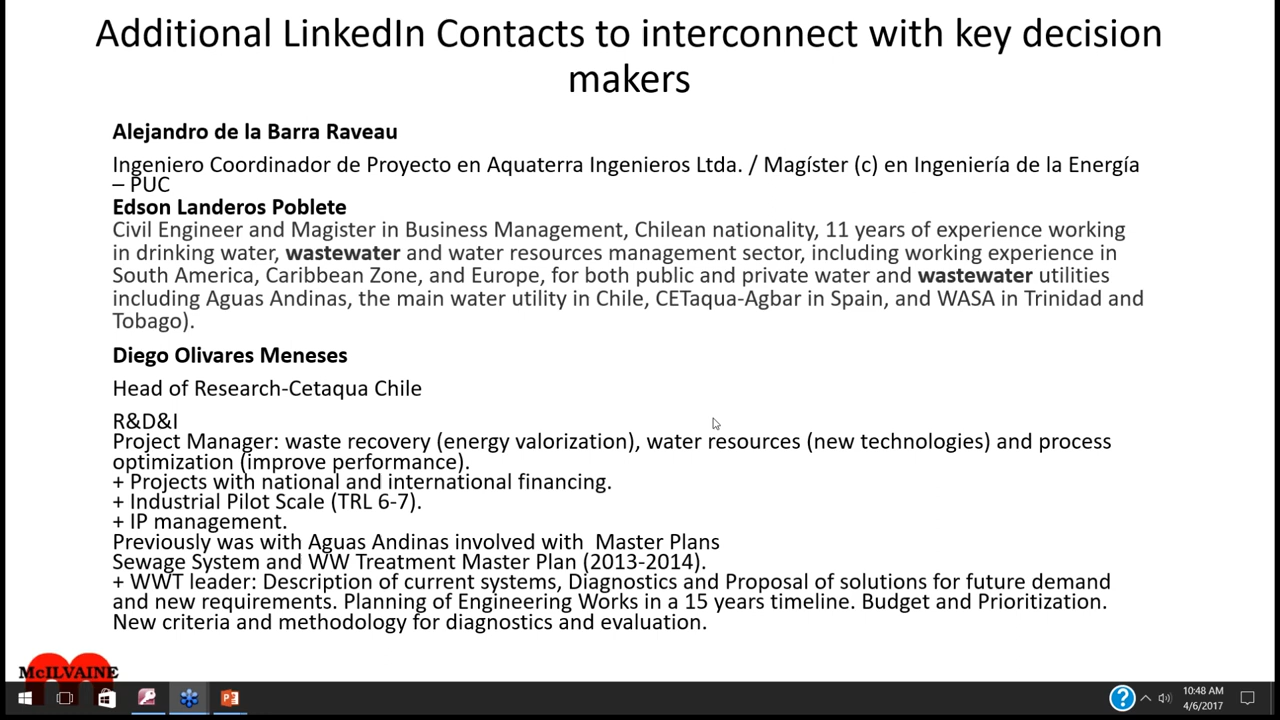 Additional LinkedIn Contacts to interconnect with key decision
makers
Alejandro de la Barra Raveau
Ingeniero Coordinador de Proyecto en Aquaterra Ingenieros Ltda. / Magíster (c) en Ingeniería de la Energía
– PUC
Edson Landeros Poblete
Civil Engineer and Magister in Business Management, Chilean nationality, 11 years of experience working
in drinking water, wastewater and water resources management sector, including working experience in
South America, Caribbean Zone, and Europe, for both public and private water and wastewater utilities
including Aguas Andinas, the main water utility in Chile, CETaqua-Agbar in Spain, and WASA in Trinidad and
Tobago).
Diego Olivares Meneses
Head of Research-Cetaqua Chile
R&D&I
Project Manager: waste recovery (energy valorization), water resources (new technologies) and process
optimization (improve performance).
+ Projects with national and international financing.
+ Industrial Pilot Scale (TRL 6-7).
+ IP management.
Previously was with Aguas Andinas involved with  Master Plans
Sewage System and WW Treatment Master Plan (2013-2014).
+ WWT leader: Description of current systems, Diagnostics and Proposal of solutions for future demand
and new requirements. Planning of Engineering Works in a 15 years timeline. Budget and Prioritization.
New criteria and methodology for diagnostics and evaluation.
McILVAINE
10:48 AM
4/6/2017